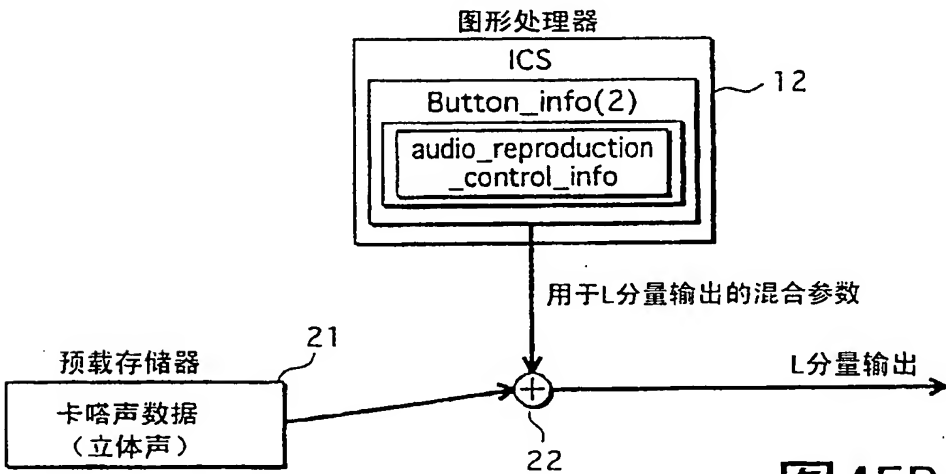 图形处理器
ICS
12
Button_info(2)
audio_reproduction
_control_info
用于L分量输出的混合参数
预载存储器
21
L分量输出
卡嗒声数据
（立体声）
22